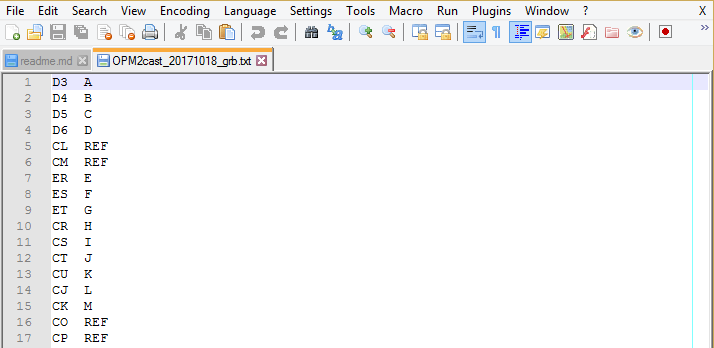 File Edit Search View Encoding Language Settings Tools Macro Run Plugins Window ? X
»
readme.md OPM2cast_20171018_grb.txt
1 D3 A
2 D4 B
3 D5 C
4 D6 D
5 CL REF
6 CM REF
7 ER E
8 ES F
9 ET G
10 CR H
11 CS I
12 CT J
13 CU K
14 CJ L
15 CK M
16 CO REF
17 CP REF